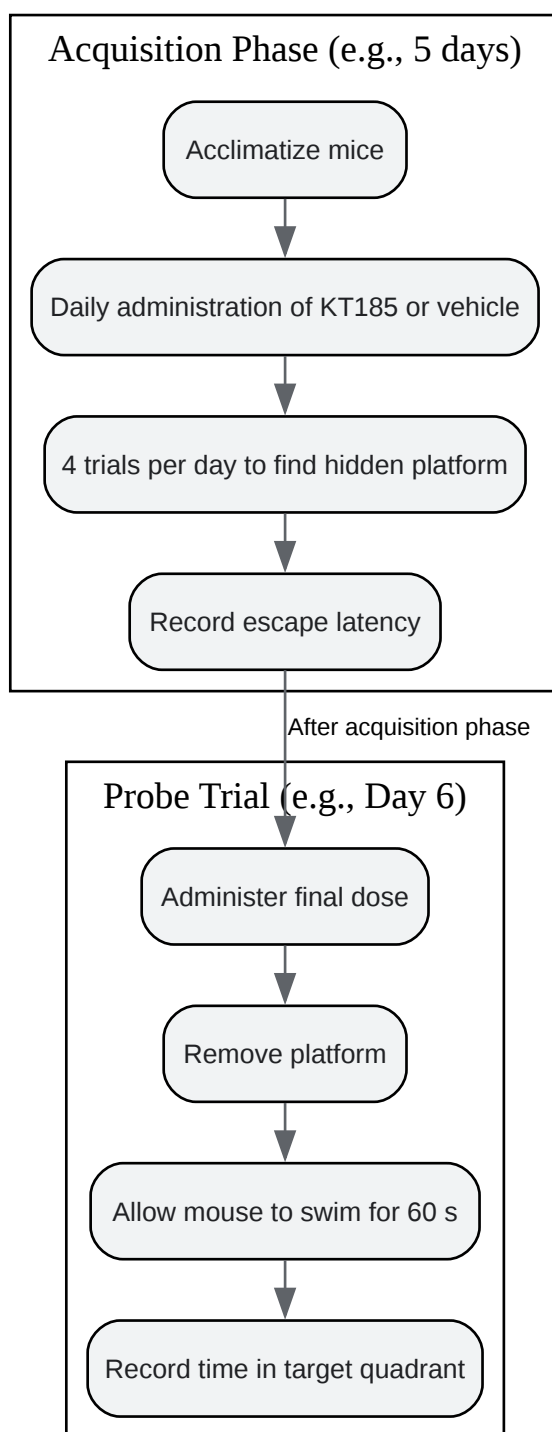 Acquisition Phase (e.g., 5 days)
Acclimatize mice
Daily administration of KT185 or vehicle
4 trials per day to find hidden platform
Record escape latency
After acquisition phase
Probe Trial (e.g., Day 6)
Administer final dose
Remove platform
Allow mouse to swim for 60 s
Record time in target quadrant